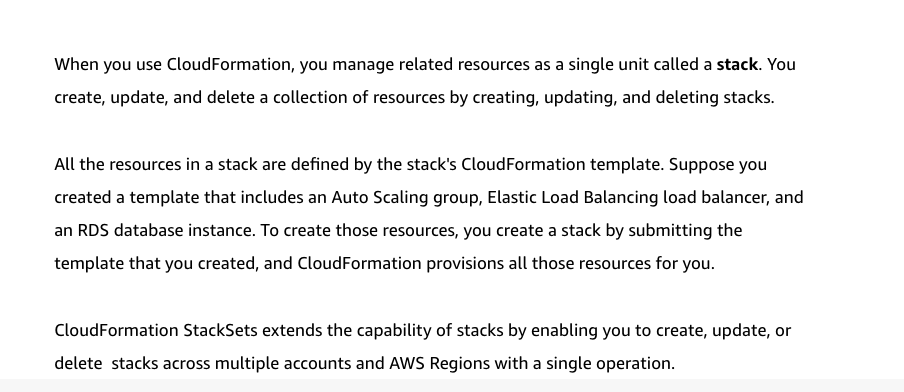 When you use CloudFormation, you manage related resources as a single unit called a stack. You
create, update, and delete a collection of resources by creating, updating, and deleting stacks.
All the resources in a stack are defined by the stack's CloudFormation template. Suppose you
created a template that includes an Auto Scaling group, Elastic Load Balancing load balancer, and
an RDS database instance. To create those resources, you create a stack by submitting the
template that you created, and CloudFormation provisions all those resources for you.
CloudFormation StackSets extends the capability of stacks by enabling you to create, update, or
delete  stacks across multiple accounts and AWS Regions with a single operation.